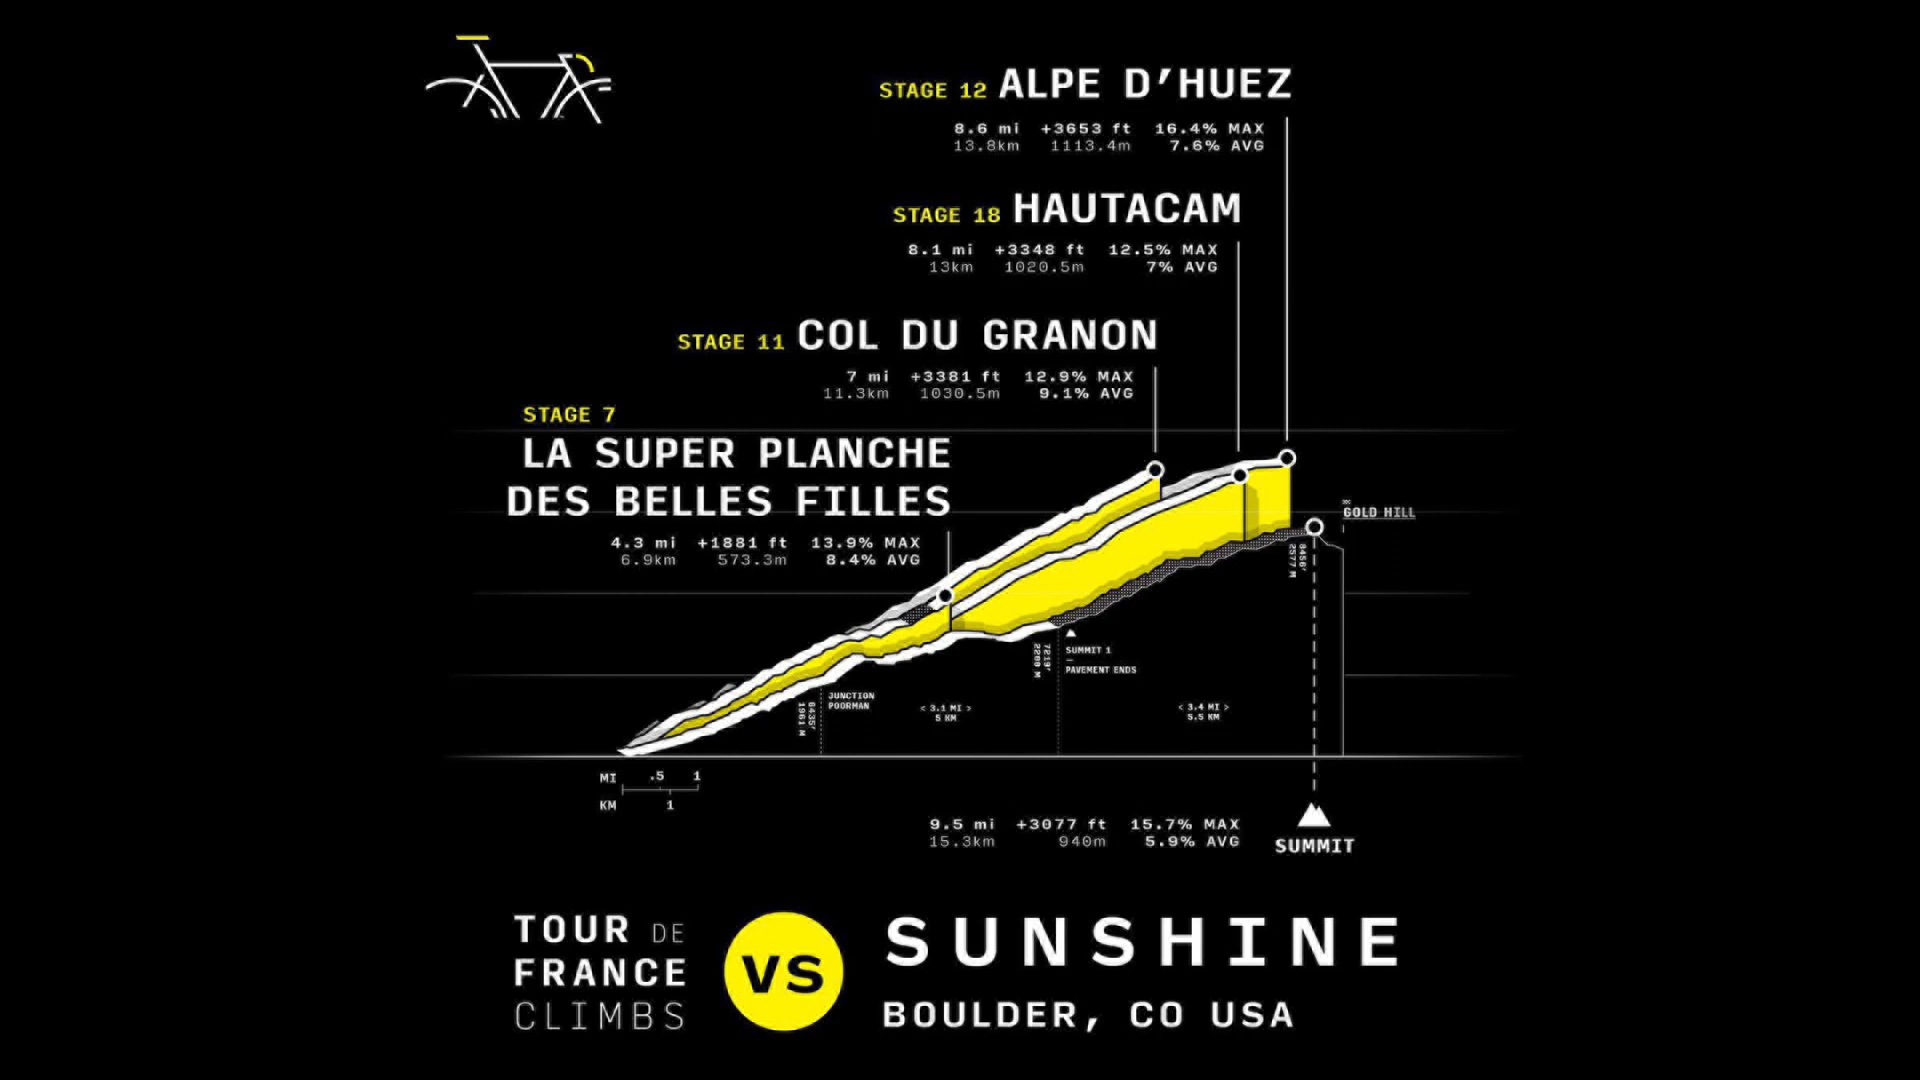 STAGE 12 ALPE D'HUEZ
8.6 mi +3653 ft 16.4% MAX
13.8km 1113.4m 7.6% AVG
STAGE 18 HAUTACAM
8.1 mi +3348 ft 12.5% MAX
13km 1020.5m 7% AVG
STAGE 11 COL DU GRANON
7 mi +3381 ft 12.9% MAX
11.3km 1030.5m 9.1% AVG
STAGE 7
LA SUPER PLANCHE
DES BELLES FILLES
4.3 mi +1881 ft 13.9% MAX
6.9km 573.3m 8.4% AVG
GOLD HILL
8456'
2577 M
7219'
2200 M
SUMMIT 1
PAVEMENT ENDS
6435'
1961 M
JUNCTION
POORMAN
< 3.1 MI >
5 KM
< 3.4 MI >
5.5 KM
MI .5 1
KM 1
9.5 mi +3077 ft 15.7% MAX
15.3km 940m 5.9% AVG
SUMMIT
TOUR DE
FRANCE
CLIMBS
VS
SUNSHINE
BOULDER, CO USA